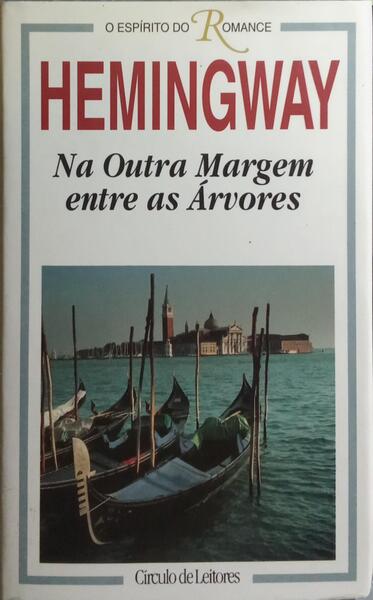 O ESPÍRITO DO ROMANCE
HEMINGWAY
Na Outra Margem
entre as Árvores
Círculo de Leitores